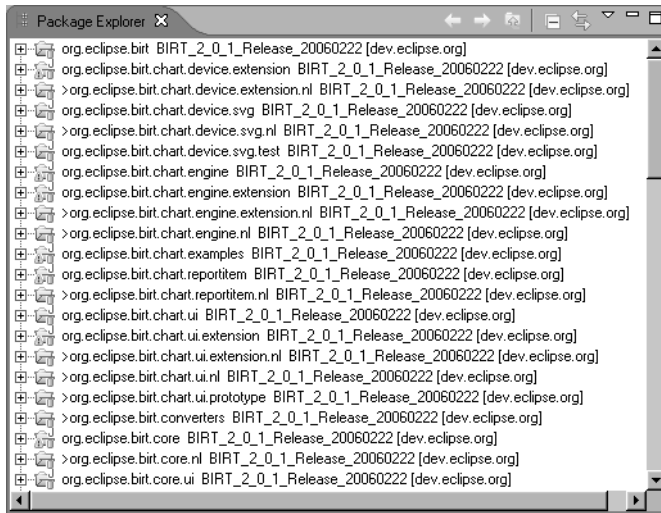 Package Explorer
org.eclipse.birt BIRT_2_0_1_Release_20060222 [dev.eclipse.org]
org.eclipse.birt.chart.device.extension BIRT_2_0_1_Release_20060222 [dev.eclipse.org]
>org.eclipse.birt.chart.device.extension.nl BIRT_2_0_1_Release_20060222 [dev.eclipse.org]
org.eclipse.birt.chart.device.svg BIRT_2_0_1_Release_20060222 [dev.eclipse.org]
>org.eclipse.birt.chart.device.svg.nl BIRT_2_0_1_Release_20060222 [dev.eclipse.org]
org.eclipse.birt.chart.device.svg.test BIRT_2_0_1_Release_20060222 [dev.eclipse.org]
org.eclipse.birt.chart.engine BIRT_2_0_1_Release_20060222 [dev.eclipse.org]
org.eclipse.birt.chart.engine.extension BIRT_2_0_1_Release_20060222 [dev.eclipse.org]
>org.eclipse.birt.chart.engine.extension.nl BIRT_2_0_1_Release_20060222 [dev.eclipse.org]
>org.eclipse.birt.chart.engine.nl BIRT_2_0_1_Release_20060222 [dev.eclipse.org]
org.eclipse.birt.chart.examples BIRT_2_0_1_Release_20060222 [dev.eclipse.org]
org.eclipse.birt.chart.reportitem BIRT_2_0_1_Release_20060222 [dev.eclipse.org]
>org.eclipse.birt.chart.reportitem.nl BIRT_2_0_1_Release_20060222 [dev.eclipse.org]
org.eclipse.birt.chart.ui BIRT_2_0_1_Release_20060222 [dev.eclipse.org]
org.eclipse.birt.chart.ui.extension BIRT_2_0_1_Release_20060222 [dev.eclipse.org]
>org.eclipse.birt.chart.ui.extension.nl BIRT_2_0_1_Release_20060222 [dev.eclipse.org]
>org.eclipse.birt.chart.ui.nl BIRT_2_0_1_Release_20060222 [dev.eclipse.org]
>org.eclipse.birt.chart.ui.prototype BIRT_2_0_1_Release_20060222 [dev.eclipse.org]
>org.eclipse.birt.converters BIRT_2_0_1_Release_20060222 [dev.eclipse.org]
org.eclipse.birt.core BIRT_2_0_1_Release_20060222 [dev.eclipse.org]
>org.eclipse.birt.core.nl BIRT_2_0_1_Release_20060222 [dev.eclipse.org]
org.eclipse.birt.core.ui BIRT_2_0_1_Release_20060222 [dev.eclipse.org]